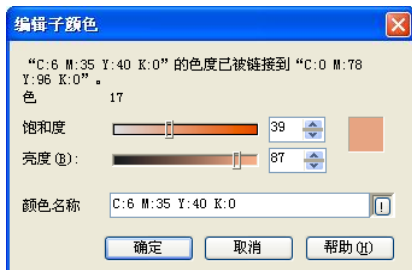 编辑子颜色
“C:6 M:35 Y:40 K:0”的色度已被链接到“C:0 M:78
Y:96 K:0”。
色 17
饱和度 39
亮度(B): 87
颜色名称 C:6 M:35 Y:40 K:0
确定 取消 帮助(H)